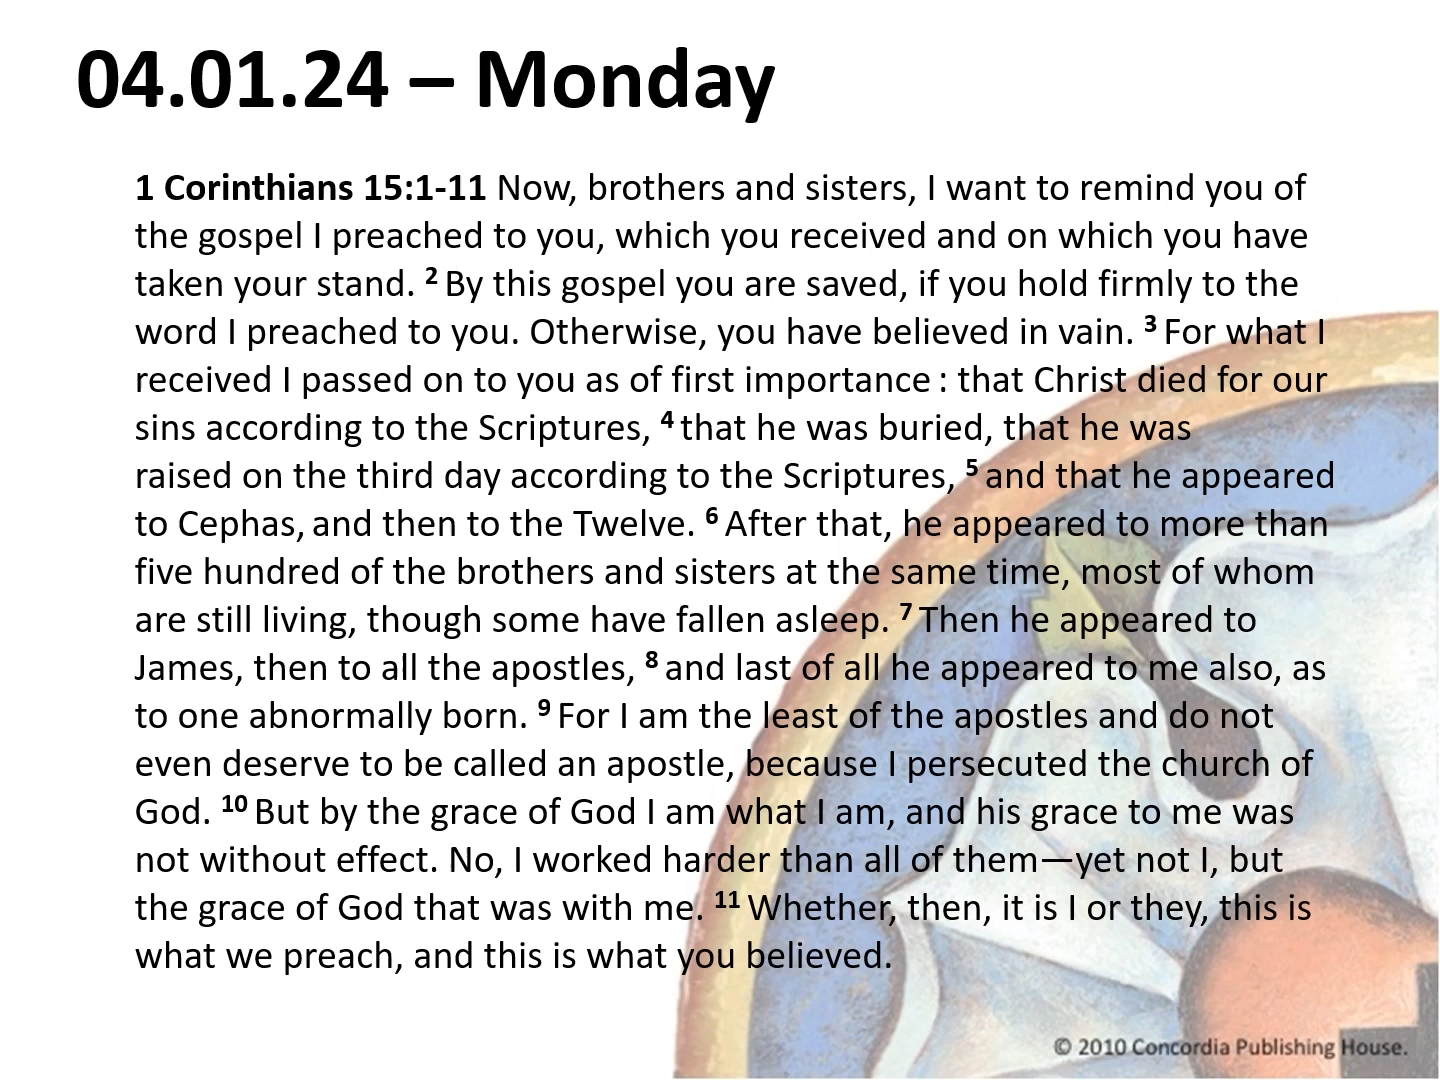 04.01.24 – Monday
1 Corinthians 15:1-11 Now, brothers and sisters, I want to remind you of
the gospel I preached to you, which you received and on which you have
taken your stand. 2 By this gospel you are saved, if you hold firmly to the
word I preached to you. Otherwise, you have believed in vain. 3 For what I
received I passed on to you as of first importance : that Christ died for our
sins according to the Scriptures, 4 that he was buried, that he was
raised on the third day according to the Scriptures, 5 and that he appeared
to Cephas, and then to the Twelve. 6 After that, he appeared to more than
five hundred of the brothers and sisters at the same time, most of whom
are still living, though some have fallen asleep. 7 Then he appeared to
James, then to all the apostles, 8 and last of all he appeared to me also, as
to one abnormally born. 9 For I am the least of the apostles and do not
even deserve to be called an apostle, because I persecuted the church of
God. 10 But by the grace of God I am what I am, and his grace to me was
not without effect. No, I worked harder than all of them—yet not I, but
the grace of God that was with me. 11 Whether, then, it is I or they, this is
what we preach, and this is what you believed.
© 2010 Concordia Publishing House.